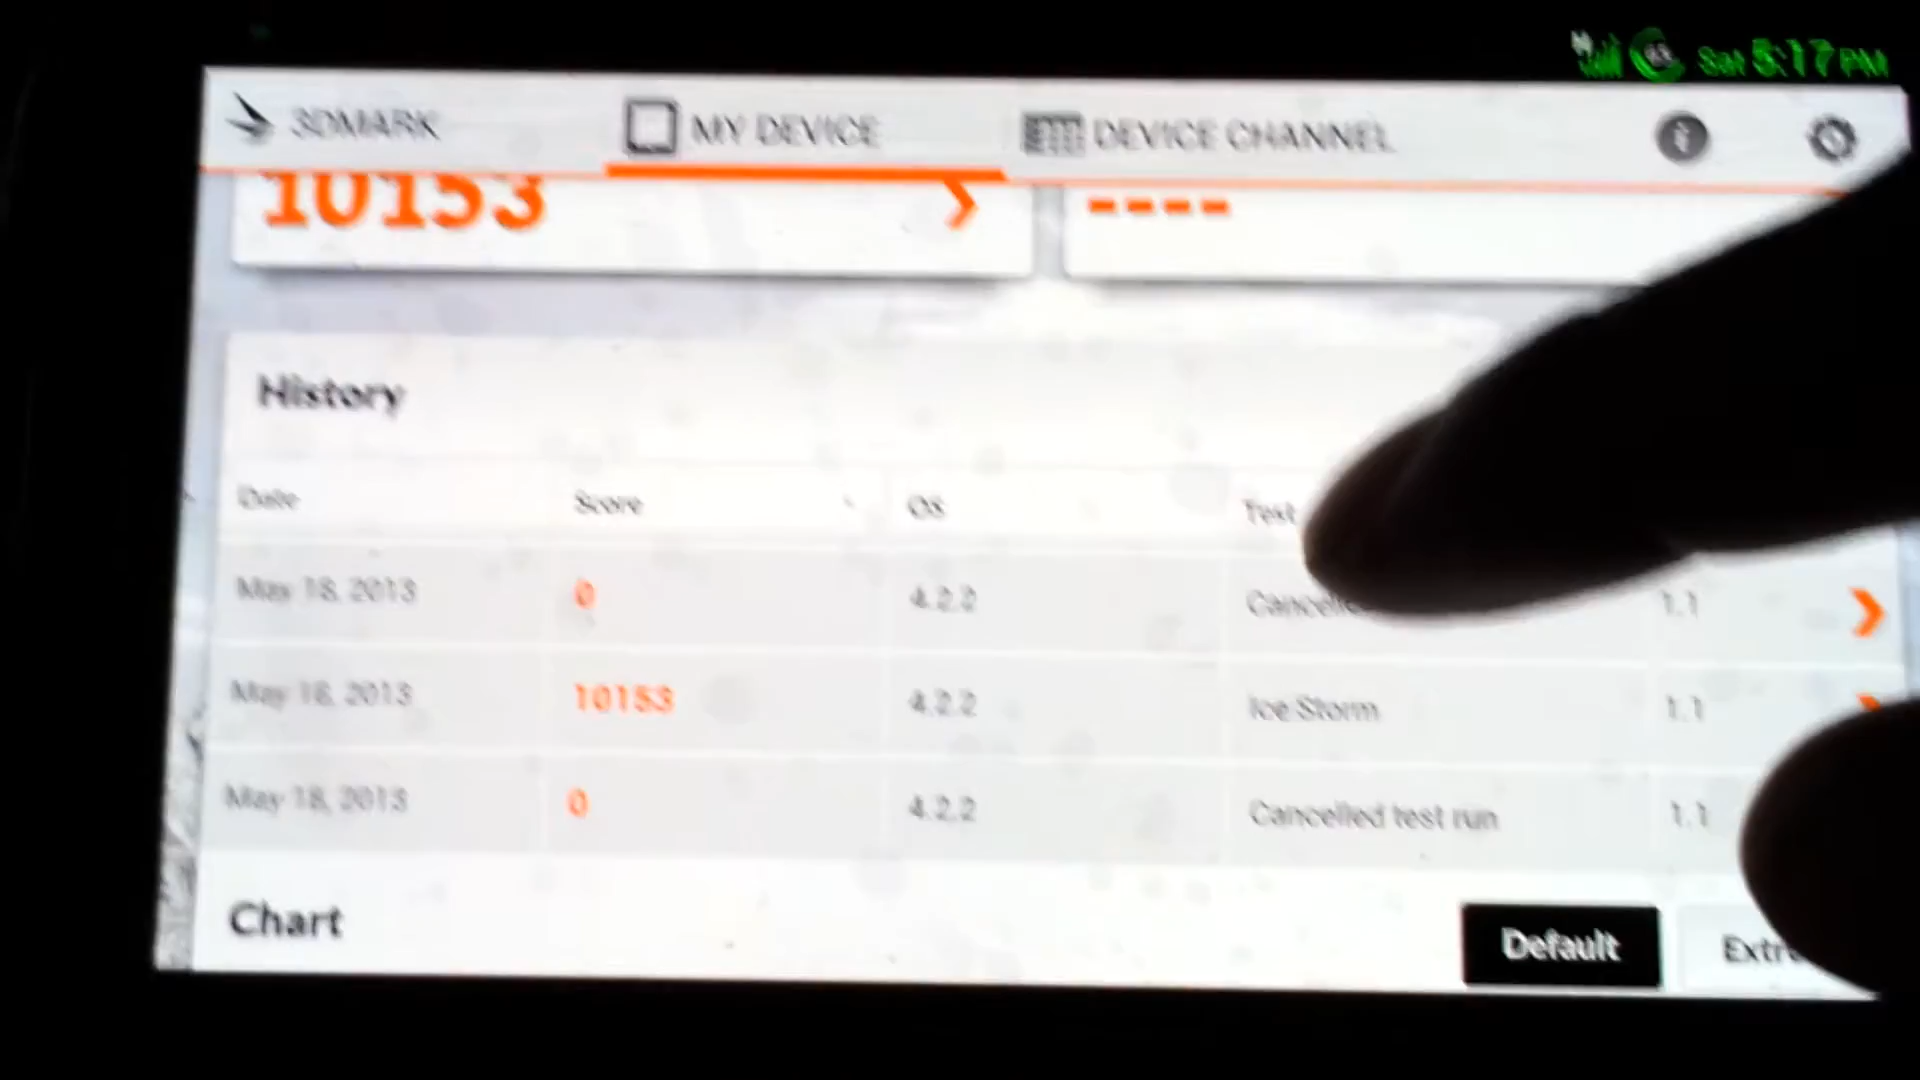 Sat 5:17 PM
3DMARK MY DEVICE DEVICE CHANNEL
10153 ----
History
Date Score OS Test
May 18, 2013 0 4.2.2 1.1
May 18, 2013 10153 4.2.2 Ice Storm 1.1
May 18, 2013 0 4.2.2 Cancelled test run 1.1
Chart Default